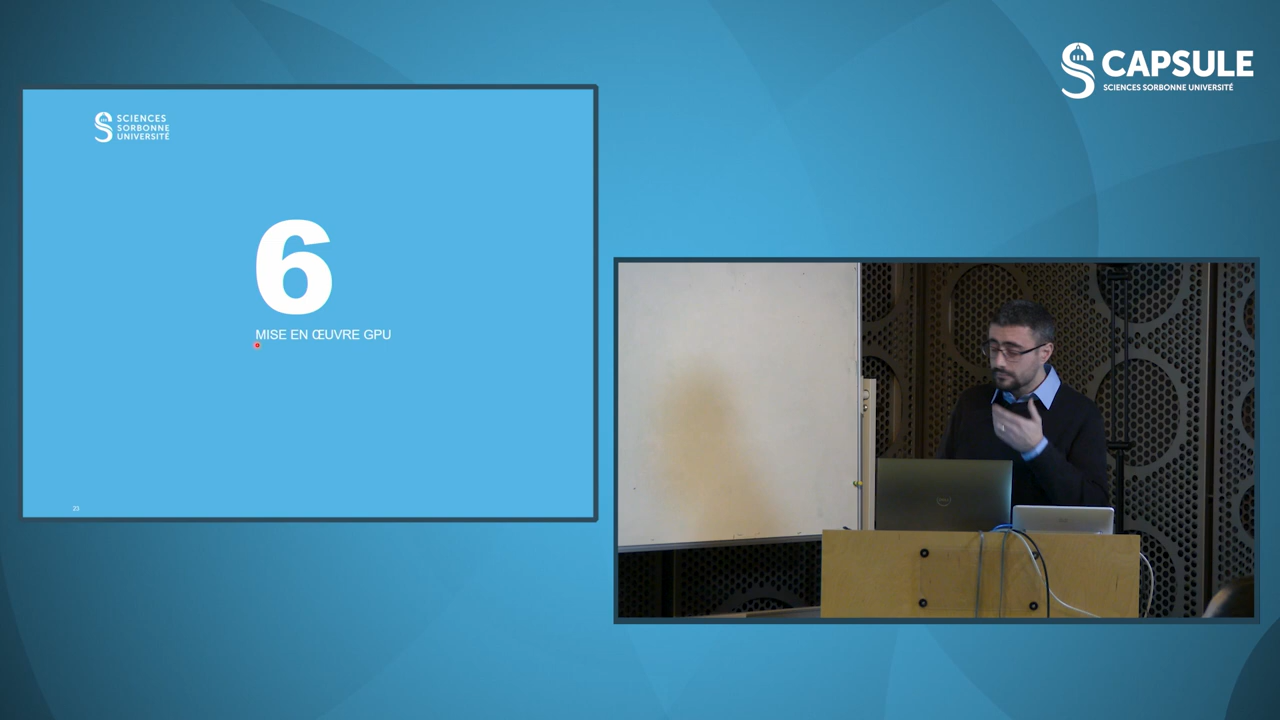 CAPSULE
SCIENCES SORBONNE UNIVERSITÉ
SCIENCES
SORBONNE
UNIVERSITÉ
6
MISE EN ŒUVRE GPU